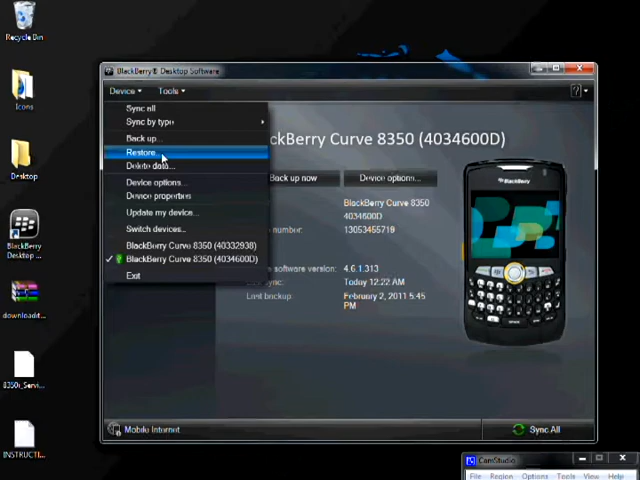 Recycle Bin
Icons
Desktop
BlackBerry
Desktop ...
downloadit...
8350i_Servi...
INSTRUCTI...
BlackBerry® Desktop Software
Device
Tools
?
Sync all
Sync by type
Back up...
Restore...
Delete data...
Device options...
Device properties
Update my device...
Switch devices...
BlackBerry Curve 8350 (40332938)
BlackBerry Curve 8350 (4034600D)
Exit
ckBerry Curve 8350 (4034600D)
Back up now
Device options...
BlackBerry Curve 8350
4034600D
number:
13053455719
software version:
4.6.1.313
Today 12:22 AM
Last backup:
February 2, 2011 5:45
PM
BlackBerry
Mobile Internet
Sync All
CamStudio
File Region Options Tools View Help